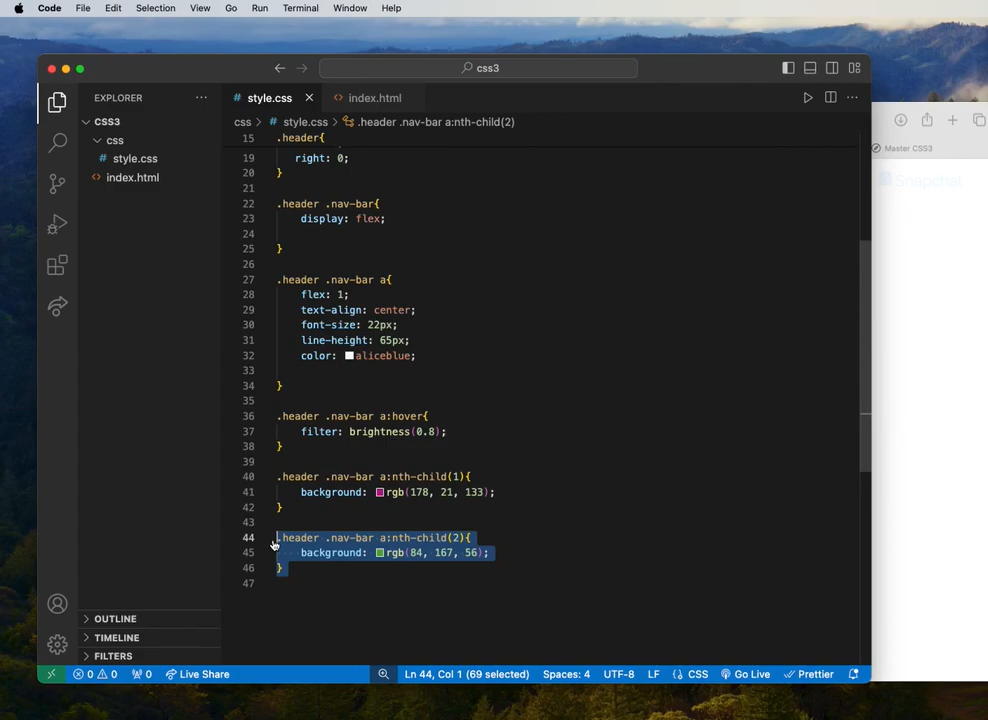 Code File Edit Selection View Go Run Terminal Window Help
css3
EXPLORER
style.css
index.html
CSS3
css
style.css
index.html
css > style.css > .header .nav-bar a:nth-child(2)
15 .header{
19 right: 0;
20 }
21
22 .header .nav-bar{
23 display: flex;
24
25 }
26
27 .header .nav-bar a{
28 flex: 1;
29 text-align: center;
30 font-size: 22px;
31 line-height: 65px;
32 color: aliceblue;
33
34 }
35
36 .header .nav-bar a:hover{
37 filter: brightness(0.8);
38 }
39
40 .header .nav-bar a:nth-child(1){
41 background: rgb(178, 21, 133);
42 }
43
44 .header .nav-bar a:nth-child(2){
45 background: rgb(84, 167, 56);
46 }
47
OUTLINE
TIMELINE
FILTERS
0 0 0 Live Share Ln 44, Col 1 (69 selected) Spaces: 4 UTF-8 LF CSS Go Live Prettier
Master CSS3
Snapchat